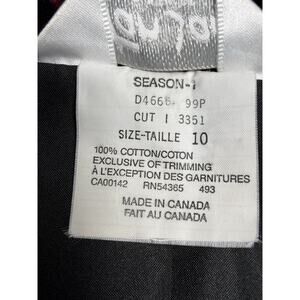 SEASON-1
D4666- 99P
CUT I 3351
SIZE-TAILLE 10
100% COTTON/COTON
EXCLUSIVE OF TRIMMING
À L'EXCEPTION DES GARNITURES
CA00142 RN54365 493
MADE IN CANADA
FAIT AU CANADA